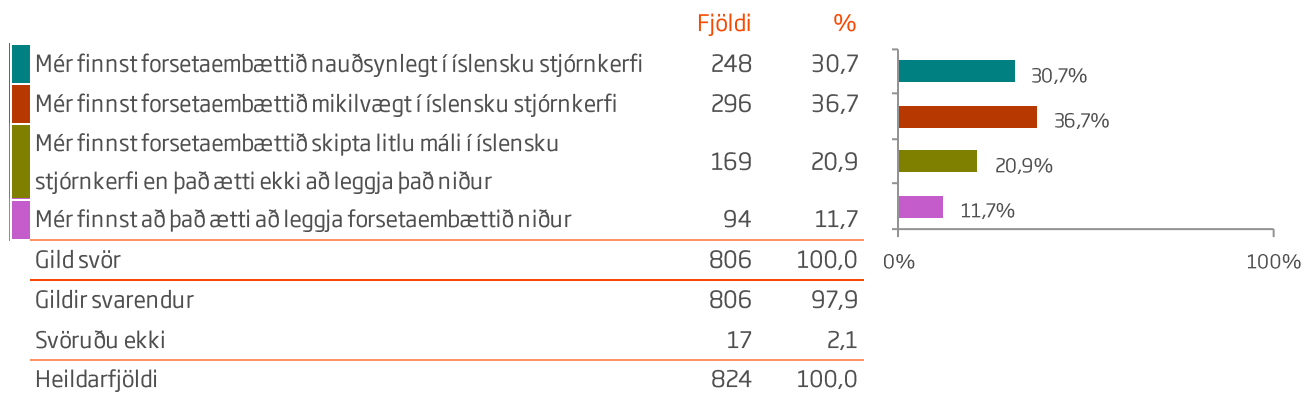 Fjöldi %
Mér finnst forsetaembættið nauðsynlegt í íslensku stjórnkerfi 248 30,7 30,7%
Mér finnst forsetaembættið mikilvægt í íslensku stjórnkerfi 296 36,7 36,7%
Mér finnst forsetaembættið skipta litlu máli í íslensku
stjórnkerfi en það ætti ekki að leggja það niður 169 20,9 20,9%
Mér finnst að það ætti að leggja forsetaembættið niður 94 11,7 11,7%
Gild svör 806 100,0 0% 100%
Gildir svarendur 806 97,9
Svöruðu ekki 17 2,1
Heildarfjöldi 824 100,0